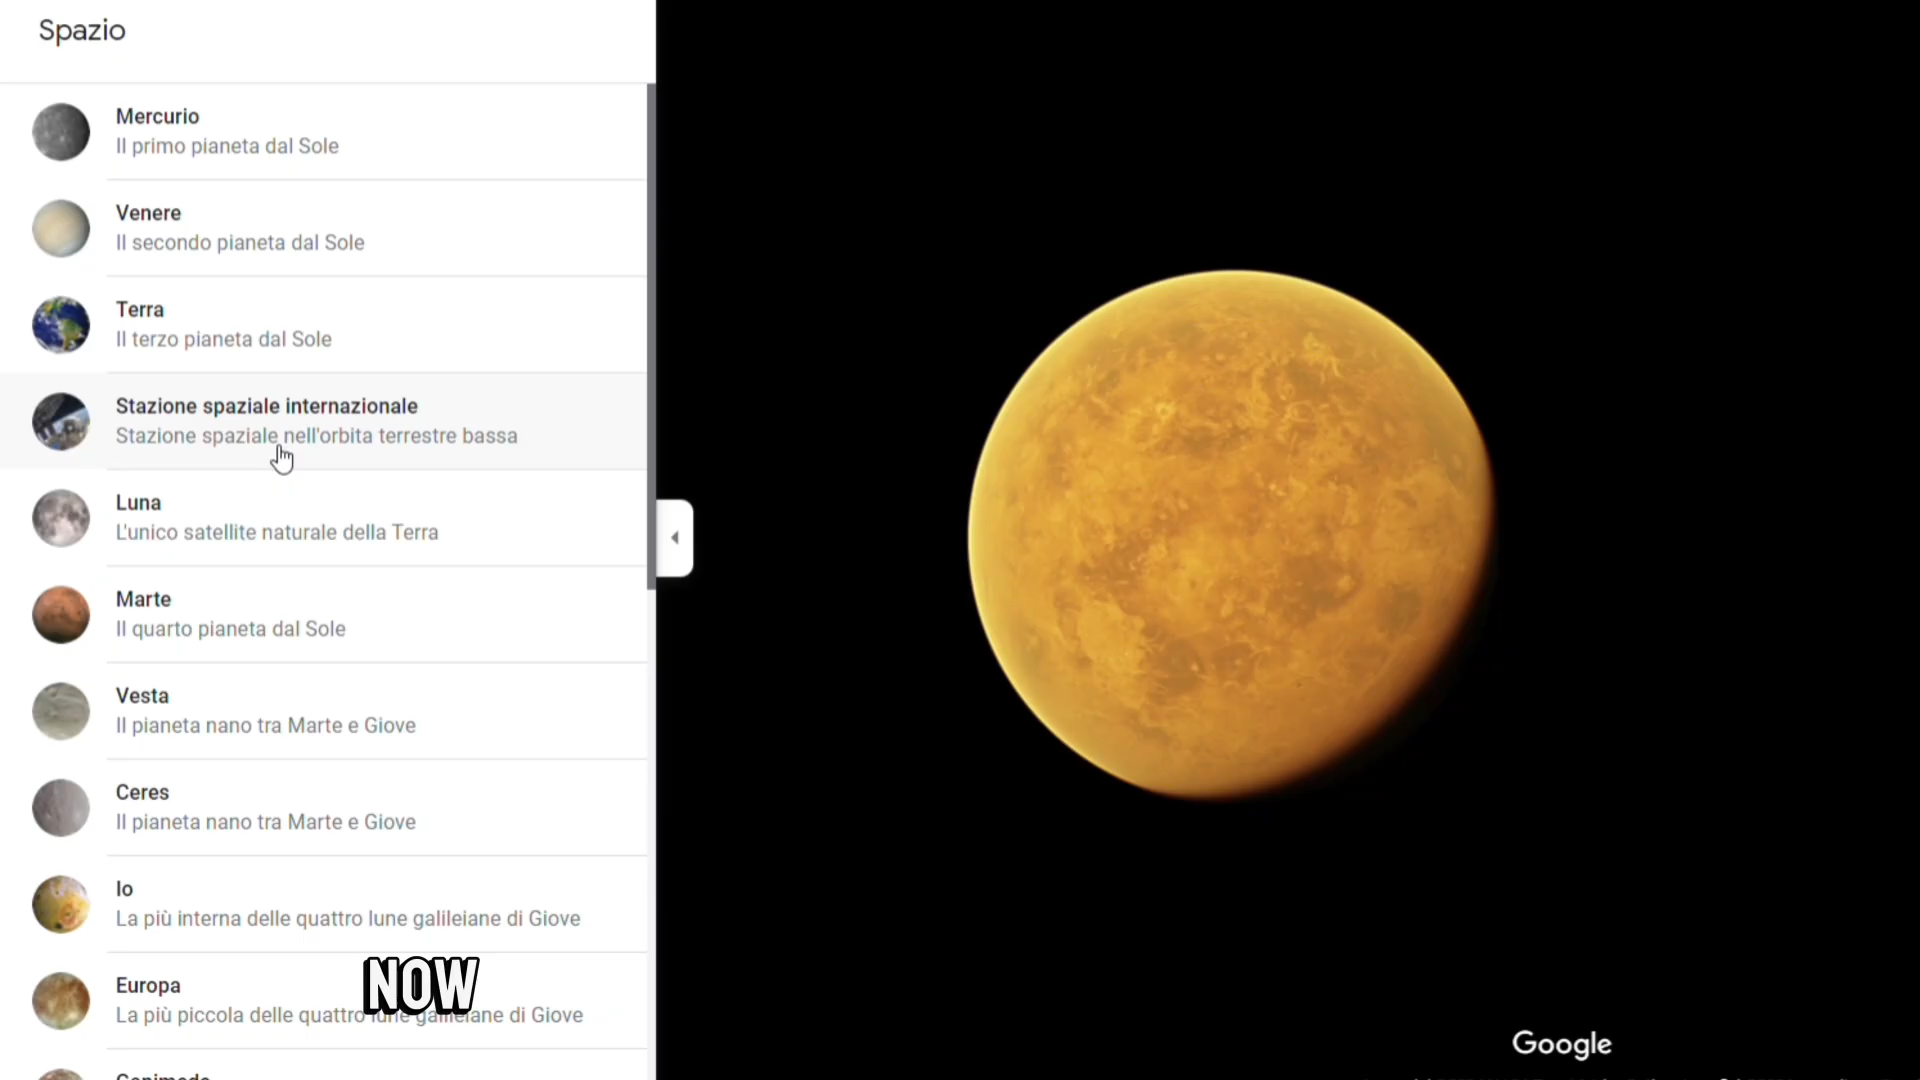 Spazio
Mercurio
Il primo pianeta dal Sole
Venere
Il secondo pianeta dal Sole
Terra
Il terzo pianeta dal Sole
Stazione spaziale internazionale
Stazione spaziale nell'orbita terrestre bassa
Luna
L'unico satellite naturale della Terra
Marte
Il quarto pianeta dal Sole
Vesta
Il pianeta nano tra Marte e Giove
Ceres
Il pianeta nano tra Marte e Giove
Io
La più interna delle quattro lune galileiane di Giove
Europa
NOW
La più piccola delle quattro lune galileiane di Giove
Google